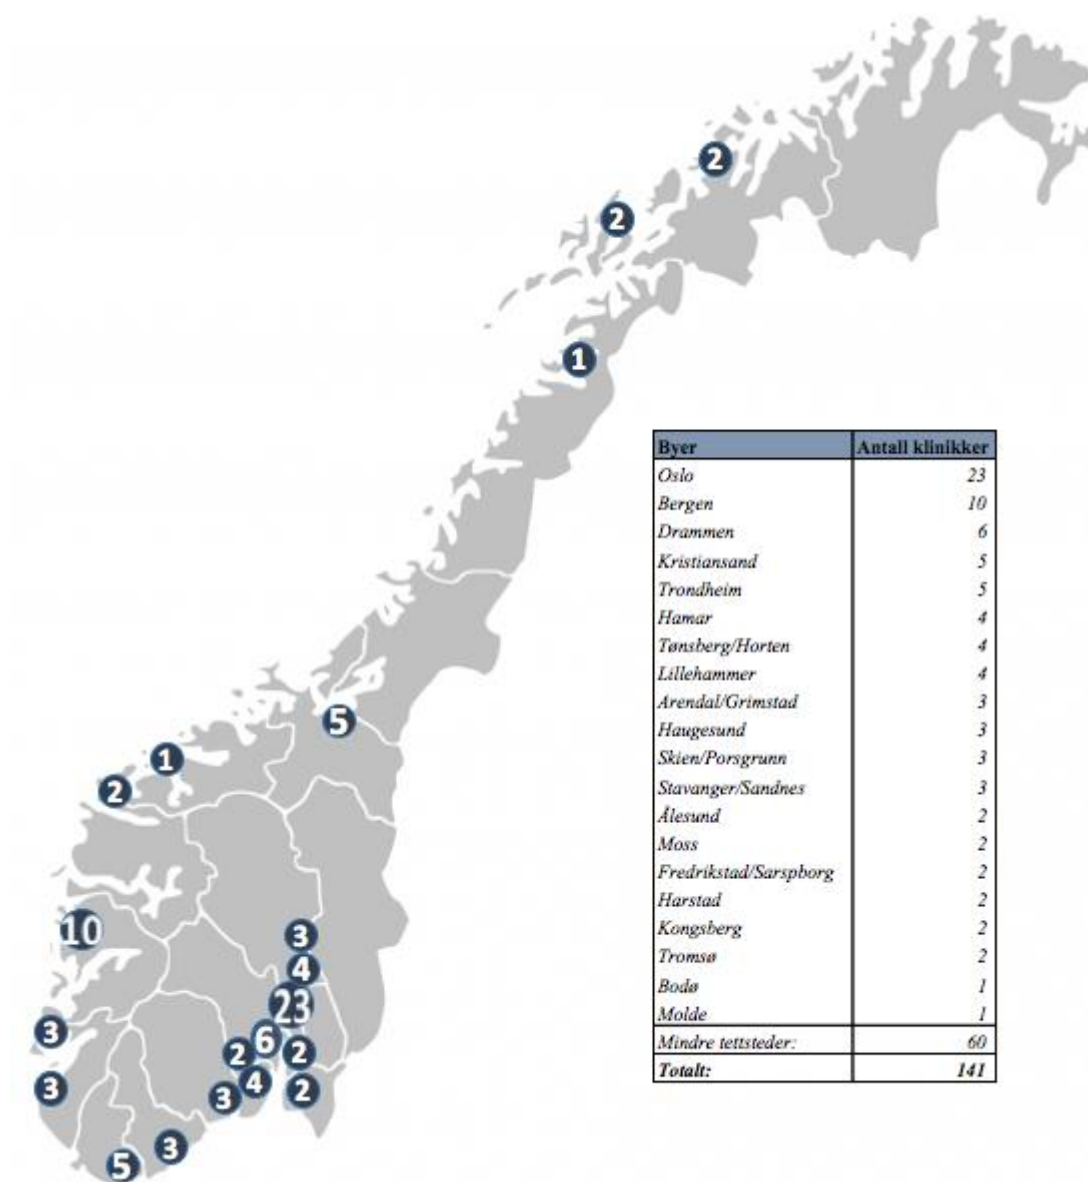 2
2
1
Byer Antall klinikker
Oslo 23
Bergen 10
Drammen 6
Kristiansand 5
Trondheim 5
Hamar 4
Tønsberg/Horten 4
Lillehammer 4
Arendal/Grimstad 3
Haugesund 3
Skien/Porsgrunn 3
Stavanger/Sandnes 3
Ålesund 2
Moss 2
Fredrikstad/Sarspborg 2
Harstad 2
Kongsberg 2
Tromsø 2
Bodø 1
Molde 1
Mindre tettsteder: 60
Totalt: 141
5
1
2
10
3
4
23
3
6
2
2
3
4
2
3
3
5